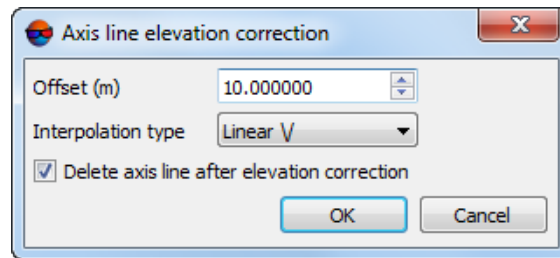 Axis line elevation correction
Offset (m) 10.000000
Interpolation type Linear \/
Delete axis line after elevation correction
OK Cancel